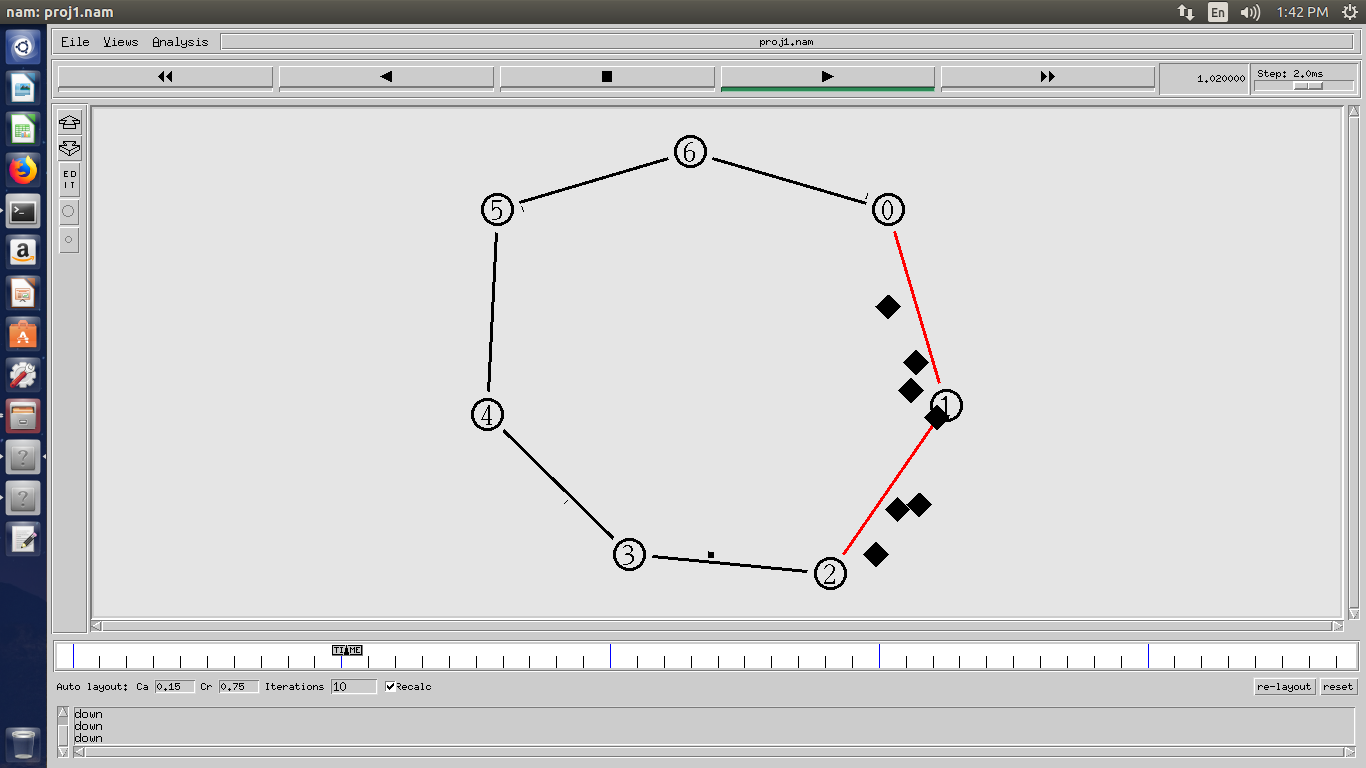 nam: proj1.nam
En
1:42 PM
File Views Analysis
proj1.nam
1.020000
Step: 2.0ms
ED
IT
6
5
0
1
4
3
2
TIME
Auto layout: Ca 0.15 Cr 0.75 Iterations 10 Recalc
re-layout reset
down
down
down